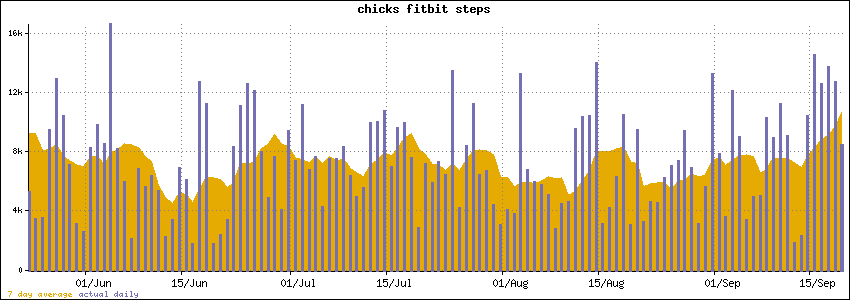 chicks fitbit steps
16k
12k
8k
4k
0
01/Jun 15/Jun 01/Jul 15/Jul 01/Aug 15/Aug 01/Sep 15/Sep
7 day average actual daily